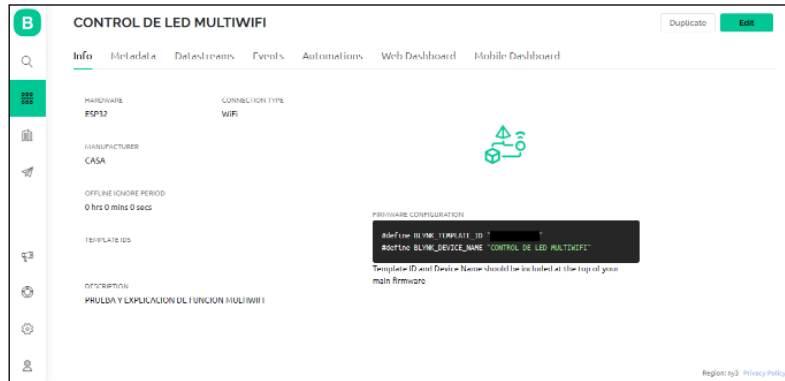 B
CONTROL DE LED MULTIWIFI
Duplicate
Edit
Info Metadata Datastreams Events Automations Web Dashboard Mobile Dashboard
HARDWARE CONNECTION TYPE
ESP32 WiFi
MANUFACTURER
CASA
OFFLINE IGNORE PERIOD
0 hrs 0 mins 0 secs
FIRMWARE CONFIGURATION
TEMPLATE IDS
#define BLYNK_TEMPLATE_ID " "
#define BLYNK_DEVICE_NAME "CONTROL DE LED MULTIWIFI"
Template ID and Device Name should be included at the top of your
main firmware
DESCRIPTION
PRUEBA Y EXPLICACION DE FUNCION MULTIWIFI
Region: ny3 Privacy Policy